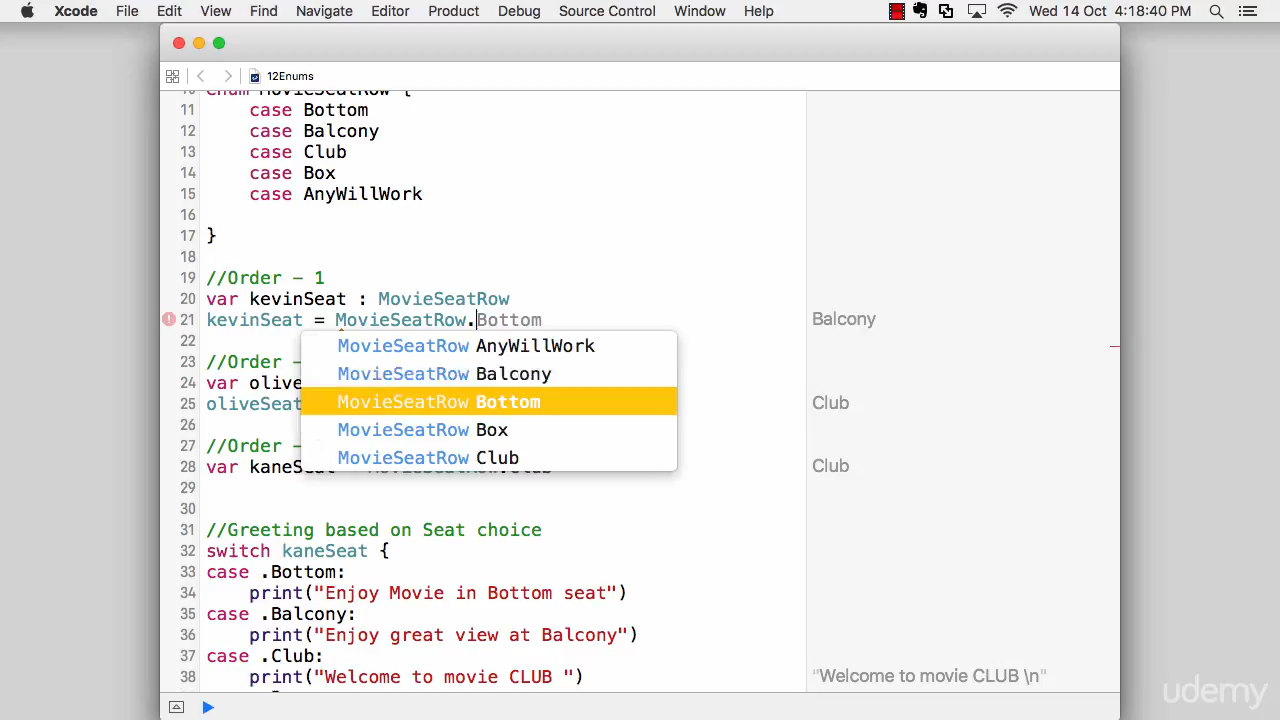 Xcode File Edit View Find Navigate Editor Product Debug Source Control Window Help Wed 14 Oct 4:18:40 PM
12Enums
10 enum MovieSeatRow {
11 case Bottom
12 case Balcony
13 case Club
14 case Box
15 case AnyWillWork
16
17 }
18
19 //Order - 1
20 var kevinSeat : MovieSeatRow
21 kevinSeat = MovieSeatRow.Bottom Balcony
22
MovieSeatRow AnyWillWork
23 //Order -
MovieSeatRow Balcony
24 var olive
MovieSeatRow Bottom
25 oliveSeat Club
26
MovieSeatRow Box
27 //Order -
MovieSeatRow Club
28 var kaneSeat = MovieSeatRow.Club Club
29
30
31 //Greeting based on Seat choice
32 switch kaneSeat {
33 case .Bottom:
34 print("Enjoy Movie in Bottom seat")
35 case .Balcony:
36 print("Enjoy great view at Balcony")
37 case .Club:
38 print("Welcome to movie CLUB ") "Welcome to movie CLUB \n"
udemy